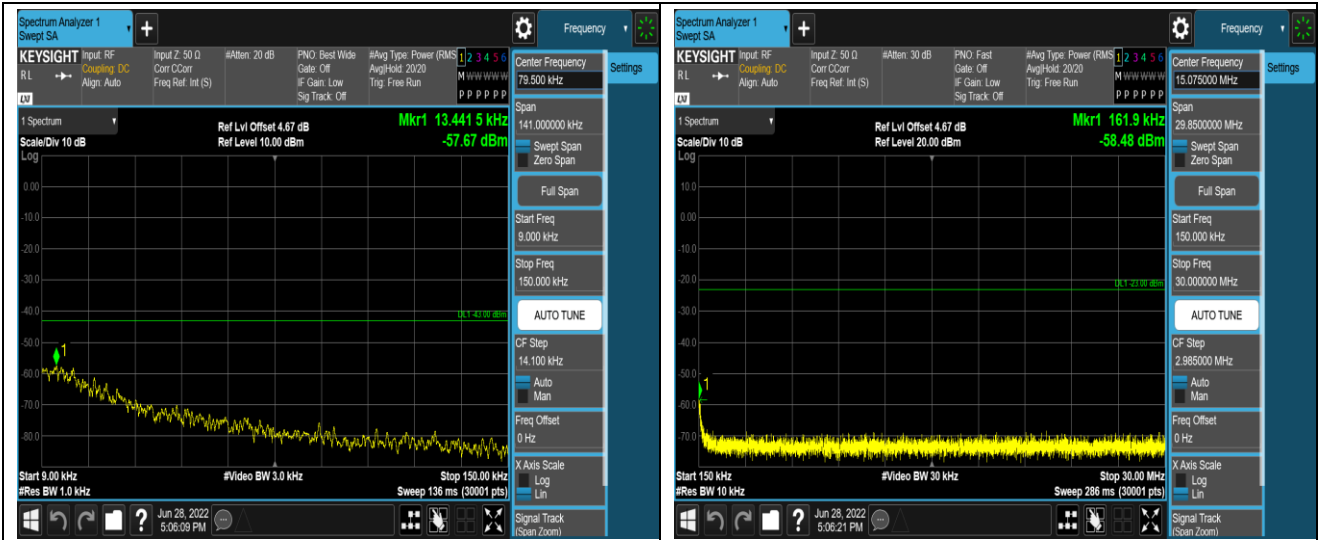 Spectrum Analyzer 1
Swept SA
Frequency
KEYSIGHT
Input: RF
Coupling: DC
Align: Auto
Input Z: 50 Ω
Corr CCorr
Freq Ref: Int (S)
#Atten: 20 dB
PNO: Best Wide
Gate: Off
IF Gain: Low
Sig Track: Off
#Avg Type: Power (RMS
Avg|Hold: 20/20
Trig: Free Run
1 2 3 4 5 6
M W W W W W
P P P P P P
RL
LXI
Center Frequency
79.500 kHz
Settings
Span
141.000000 kHz
Swept Span
Zero Span
Full Span
Start Freq
9.000 kHz
Stop Freq
150.000 kHz
AUTO TUNE
CF Step
14.100 kHz
Auto
Man
Freq Offset
0 Hz
X Axis Scale
Log
Lin
Signal Track
(Span Zoom)
1 Spectrum
Scale/Div 10 dB
Log
Ref Lvl Offset 4.67 dB
Ref Level 10.00 dBm
Mkr1 13.441 5 kHz
-57.67 dBm
0.00
-10.0
-20.0
-30.0
-40.0
DL1 -43.00 dBm
-50.0
1
-60.0
-70.0
-80.0
Start 9.00 kHz
#Video BW 3.0 kHz
Stop 150.00 kHz
#Res BW 1.0 kHz
Sweep 136 ms (30001 pts)
?
Jun 28, 2022
5:06:09 PM
Spectrum Analyzer 1
Swept SA
Frequency
KEYSIGHT
Input: RF
Coupling: DC
Align: Auto
Input Z: 50 Ω
Corr CCorr
Freq Ref: Int (S)
#Atten: 30 dB
PNO: Fast
Gate: Off
IF Gain: Low
Sig Track: Off
#Avg Type: Power (RMS
Avg|Hold: 20/20
Trig: Free Run
1 2 3 4 5 6
M W W W W W
P P P P P P
RL
LXI
Center Frequency
15.075000 MHz
Settings
Span
29.8500000 MHz
Swept Span
Zero Span
Full Span
Start Freq
150.000 kHz
Stop Freq
30.000000 MHz
AUTO TUNE
CF Step
2.985000 MHz
Auto
Man
Freq Offset
0 Hz
X Axis Scale
Log
Lin
Signal Track
(Span Zoom)
1 Spectrum
Scale/Div 10 dB
Log
Ref Lvl Offset 4.67 dB
Ref Level 20.00 dBm
Mkr1 161.9 kHz
-58.48 dBm
10.0
0.00
-10.0
-20.0
DL1 -23.00 dBm
-30.0
-40.0
-50.0
1
-60.0
-70.0
Start 150 kHz
#Video BW 30 kHz
Stop 30.00 MHz
#Res BW 10 kHz
Sweep 286 ms (30001 pts)
?
Jun 28, 2022
5:06:21 PM